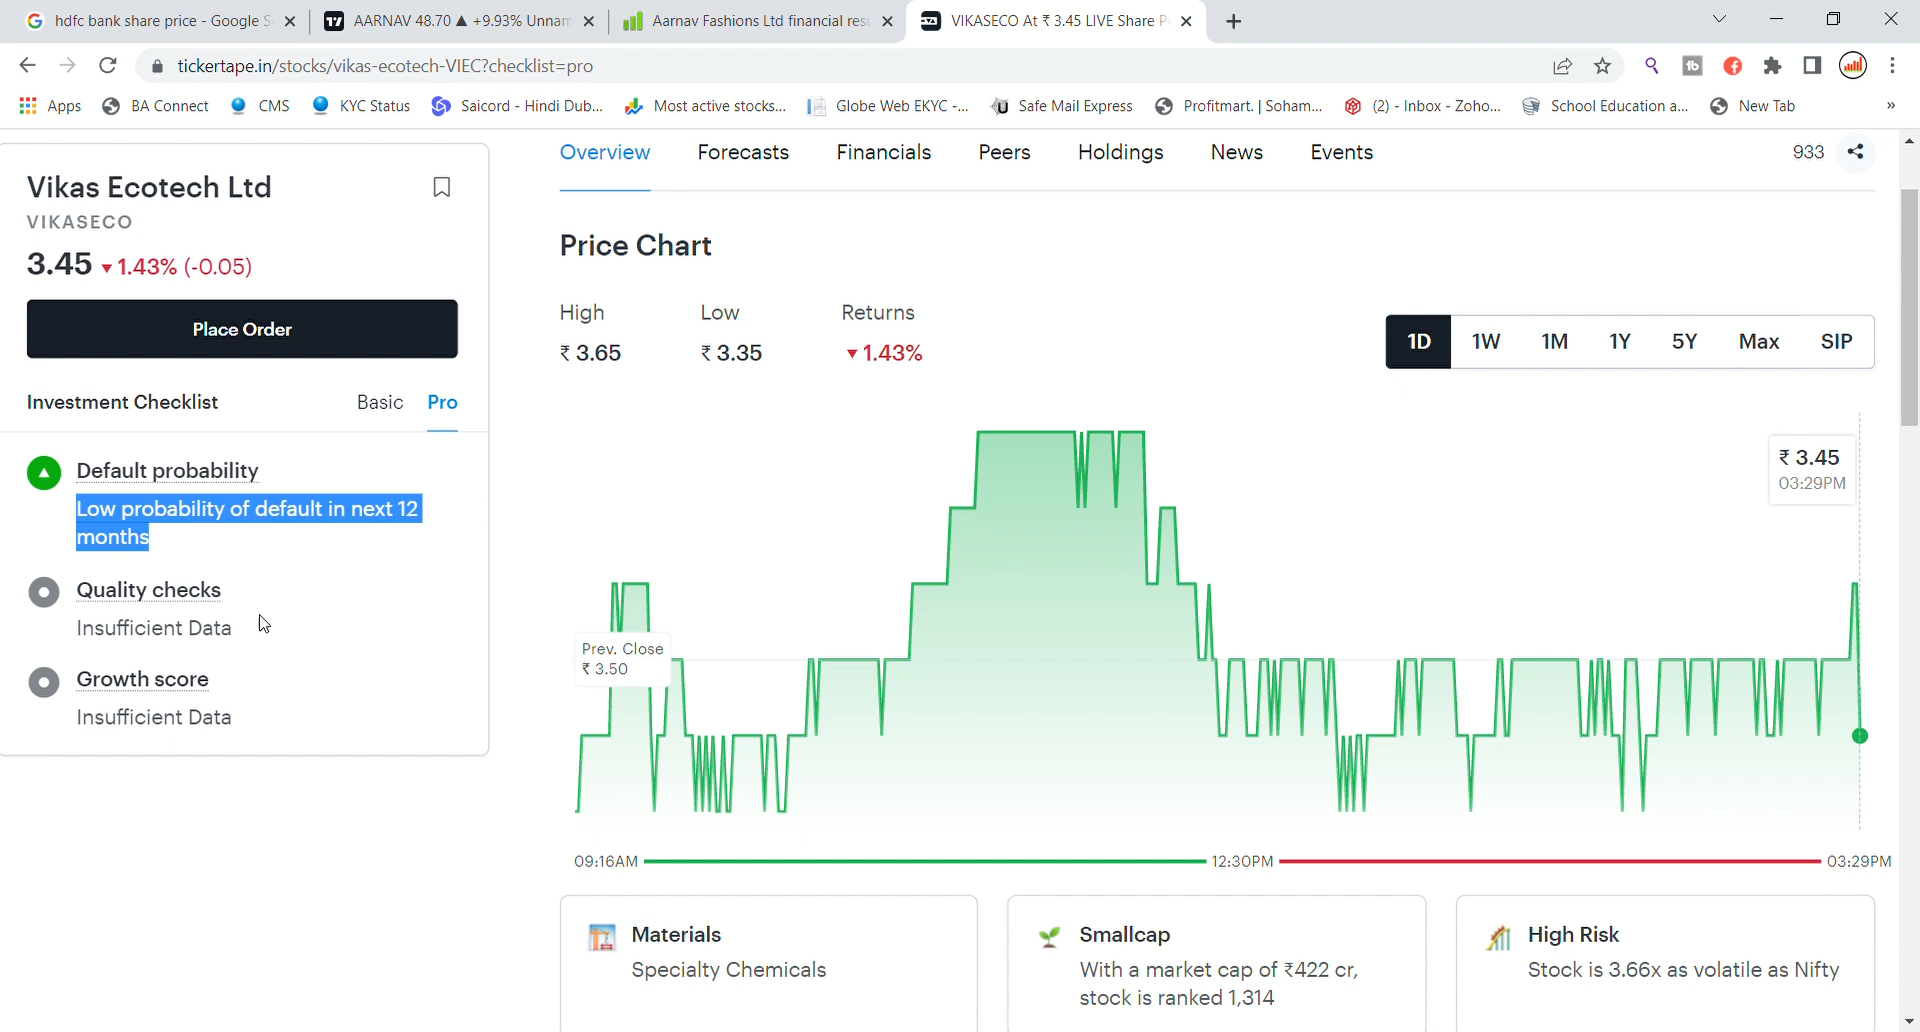 hdfc bank share price - Google S
AARNAV 48.70 ▲ +9.93% Unnam
Aarnav Fashions Ltd financial res
VIKASECO At ₹ 3.45 LIVE Share P
tickertape.in/stocks/vikas-ecotech-VIEC?checklist=pro
Apps
BA Connect
CMS
KYC Status
Saicord - Hindi Dub...
Most active stocks...
Globe Web EKYC -...
Safe Mail Express
Profitmart. | Soham...
(2) - Inbox - Zoho...
School Education a...
New Tab
»
Vikas Ecotech Ltd
VIKASECO
3.45 ▼ 1.43% (-0.05)
Place Order
Investment Checklist
Basic
Pro
Default probability
Low probability of default in next 12
months
Quality checks
Insufficient Data
Growth score
Insufficient Data
Overview
Forecasts
Financials
Peers
Holdings
News
Events
933
Price Chart
High
₹ 3.65
Low
₹ 3.35
Returns
▼ 1.43%
1D
1W
1M
1Y
5Y
Max
SIP
₹ 3.45
03:29PM
Prev. Close
₹ 3.50
09:16AM
12:30PM
03:29PM
Materials
Specialty Chemicals
Smallcap
With a market cap of ₹422 cr,
stock is ranked 1,314
High Risk
Stock is 3.66x as volatile as Nifty